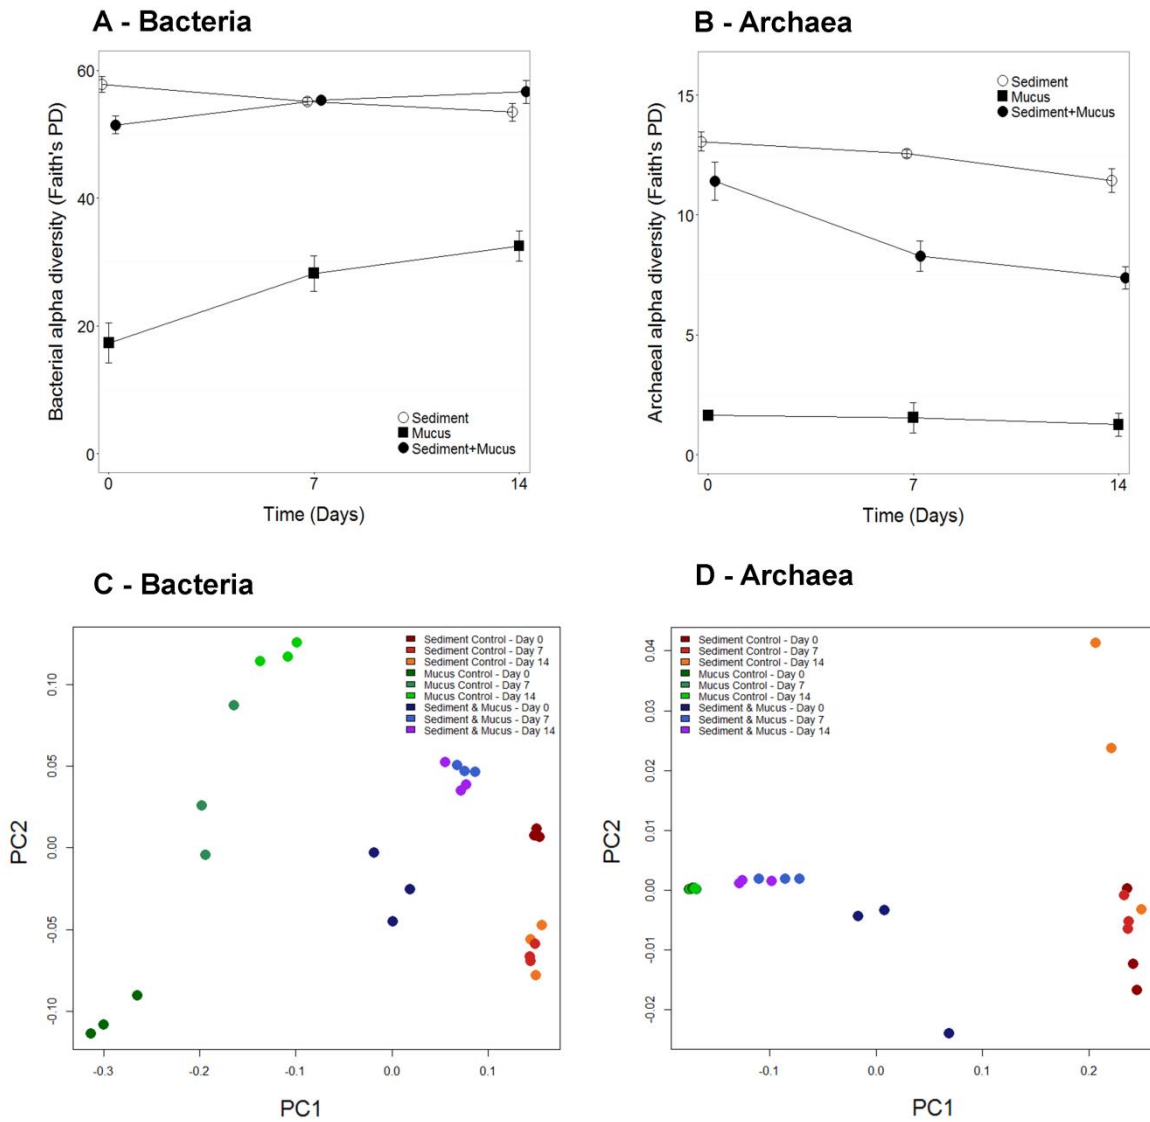 A - Bacteria
Bacterial alpha diversity (Faith's PD)
60
40
20
0
○ Sediment
■ Mucus
● Sediment+Mucus
0 7 14
Time (Days)
B - Archaea
Archaeal alpha diversity (Faith's PD)
15
10
5
0
○ Sediment
■ Mucus
● Sediment+Mucus
0 7 14
Time (Days)
C - Bacteria
PC2
0.10
0.05
0.00
-0.05
-0.10
Sediment Control - Day 0
Sediment Control - Day 7
Sediment Control - Day 14
Mucus Control - Day 0
Mucus Control - Day 7
Mucus Control - Day 14
Sediment & Mucus - Day 0
Sediment & Mucus - Day 7
Sediment & Mucus - Day 14
-0.3 -0.2 -0.1 0.0 0.1
PC1
D - Archaea
PC2
0.04
0.03
0.02
0.01
0.00
-0.01
-0.02
Sediment Control - Day 0
Sediment Control - Day 7
Sediment Control - Day 14
Mucus Control - Day 0
Mucus Control - Day 7
Mucus Control - Day 14
Sediment & Mucus - Day 0
Sediment & Mucus - Day 7
Sediment & Mucus - Day 14
-0.1 0.0 0.1 0.2
PC1